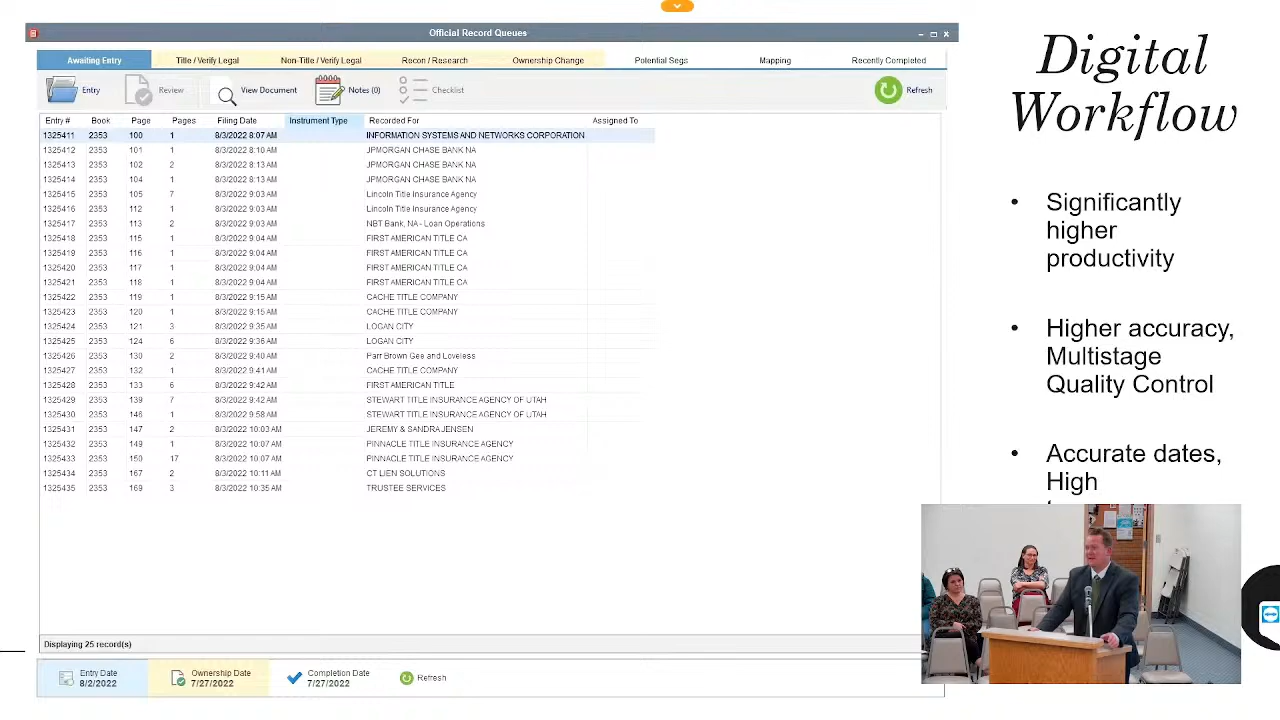 Official Record Queues
Awaiting Entry Title / Verify Legal Non-Title / Verify Legal Recon / Research Ownership Change Potential Segs Mapping Recently Completed
Entry Review View Document Notes (0) Checklist Refresh
Entry # Book Page Pages Filing Date Instrument Type Recorded For Assigned To
1325411 2353 100 1 8/3/2022 8:07 AM INFORMATION SYSTEMS AND NETWORKS CORPORATION
1325412 2353 101 1 8/3/2022 8:10 AM JPMORGAN CHASE BANK NA
1325413 2353 102 2 8/3/2022 8:13 AM JPMORGAN CHASE BANK NA
1325414 2353 104 1 8/3/2022 8:13 AM JPMORGAN CHASE BANK NA
1325415 2353 105 7 8/3/2022 9:03 AM Lincoln Title Insurance Agency
1325416 2353 112 1 8/3/2022 9:03 AM Lincoln Title Insurance Agency
1325417 2353 113 2 8/3/2022 9:03 AM NBT Bank, NA - Loan Operations
1325418 2353 115 1 8/3/2022 9:04 AM FIRST AMERICAN TITLE CA
1325419 2353 116 1 8/3/2022 9:04 AM FIRST AMERICAN TITLE CA
1325420 2353 117 1 8/3/2022 9:04 AM FIRST AMERICAN TITLE CA
1325421 2353 118 1 8/3/2022 9:04 AM FIRST AMERICAN TITLE CA
1325422 2353 119 1 8/3/2022 9:15 AM CACHE TITLE COMPANY
1325423 2353 120 1 8/3/2022 9:15 AM CACHE TITLE COMPANY
1325424 2353 121 3 8/3/2022 9:35 AM LOGAN CITY
1325425 2353 124 6 8/3/2022 9:36 AM LOGAN CITY
1325426 2353 130 2 8/3/2022 9:40 AM Parr Brown Gee and Loveless
1325427 2353 132 1 8/3/2022 9:41 AM CACHE TITLE COMPANY
1325428 2353 133 6 8/3/2022 9:42 AM FIRST AMERICAN TITLE
1325429 2353 139 7 8/3/2022 9:42 AM STEWART TITLE INSURANCE AGENCY OF UTAH
1325430 2353 146 1 8/3/2022 9:58 AM STEWART TITLE INSURANCE AGENCY OF UTAH
1325431 2353 147 2 8/3/2022 10:03 AM JEREMY & SANDRA JENSEN
1325432 2353 149 1 8/3/2022 10:07 AM PINNACLE TITLE INSURANCE AGENCY
1325433 2353 150 17 8/3/2022 10:07 AM PINNACLE TITLE INSURANCE AGENCY
1325434 2353 167 2 8/3/2022 10:11 AM CT LIEN SOLUTIONS
1325435 2353 169 3 8/3/2022 10:35 AM TRUSTEE SERVICES
Displaying 25 record(s)
Entry Date Ownership Date Completion Date Refresh
8/2/2022 7/27/2022 7/27/2022
Digital
Workflow
• Significantly
higher
productivity
• Higher accuracy,
Multistage
Quality Control
• Accurate dates,
High